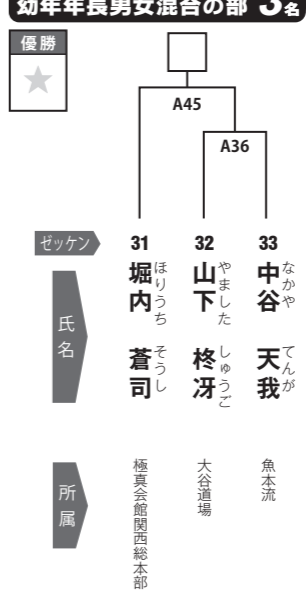 幼年年長男女混合の部 3名
優勝
A45
A36
ゼッケン 31 32 33
氏名
堀内 蒼司
ほりうち そうし
山下 柊冴
やました しゅうご
中谷 天我
なかや てんが
所属
極真会館関西総本部
大谷道場
魚本流